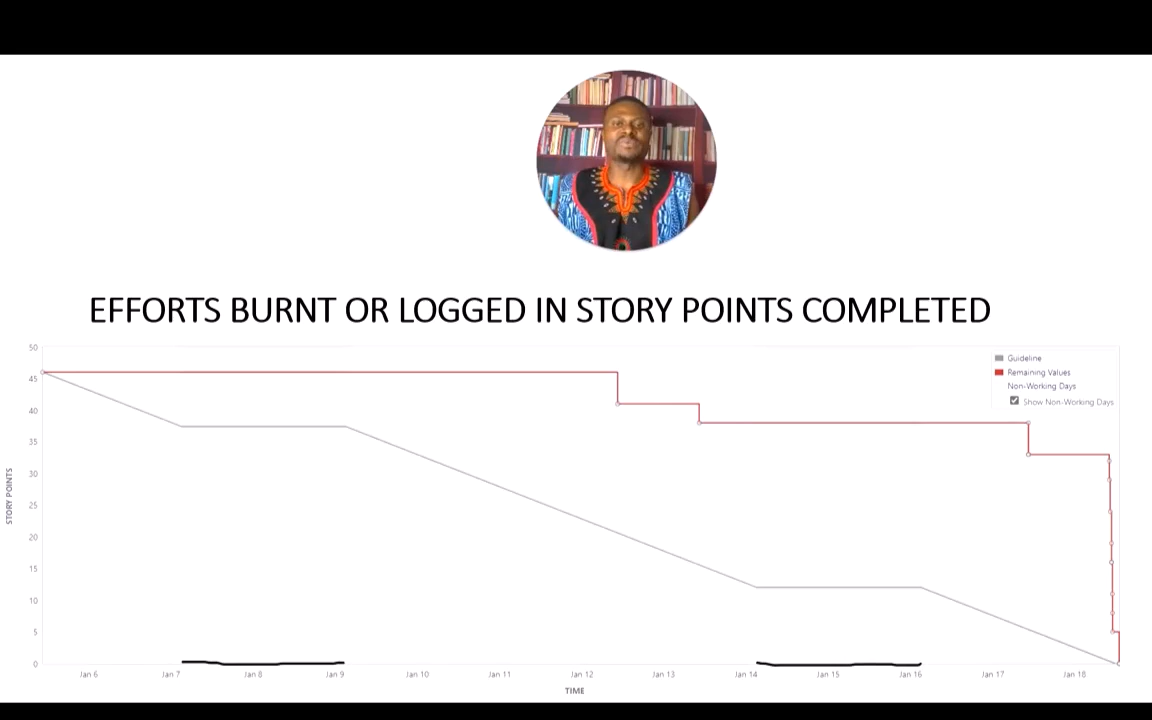 EFFORTS BURNT OR LOGGED IN STORY POINTS COMPLETED
50
45
40
35
30
25
20
15
10
5
0
STORY POINTS
Guideline
Remaining Values
Non-Working Days
Show Non-Working Days
Jan 6 Jan 7 Jan 8 Jan 9 Jan 10 Jan 11 Jan 12 Jan 13 Jan 14 Jan 15 Jan 16 Jan 17 Jan 18
TIME